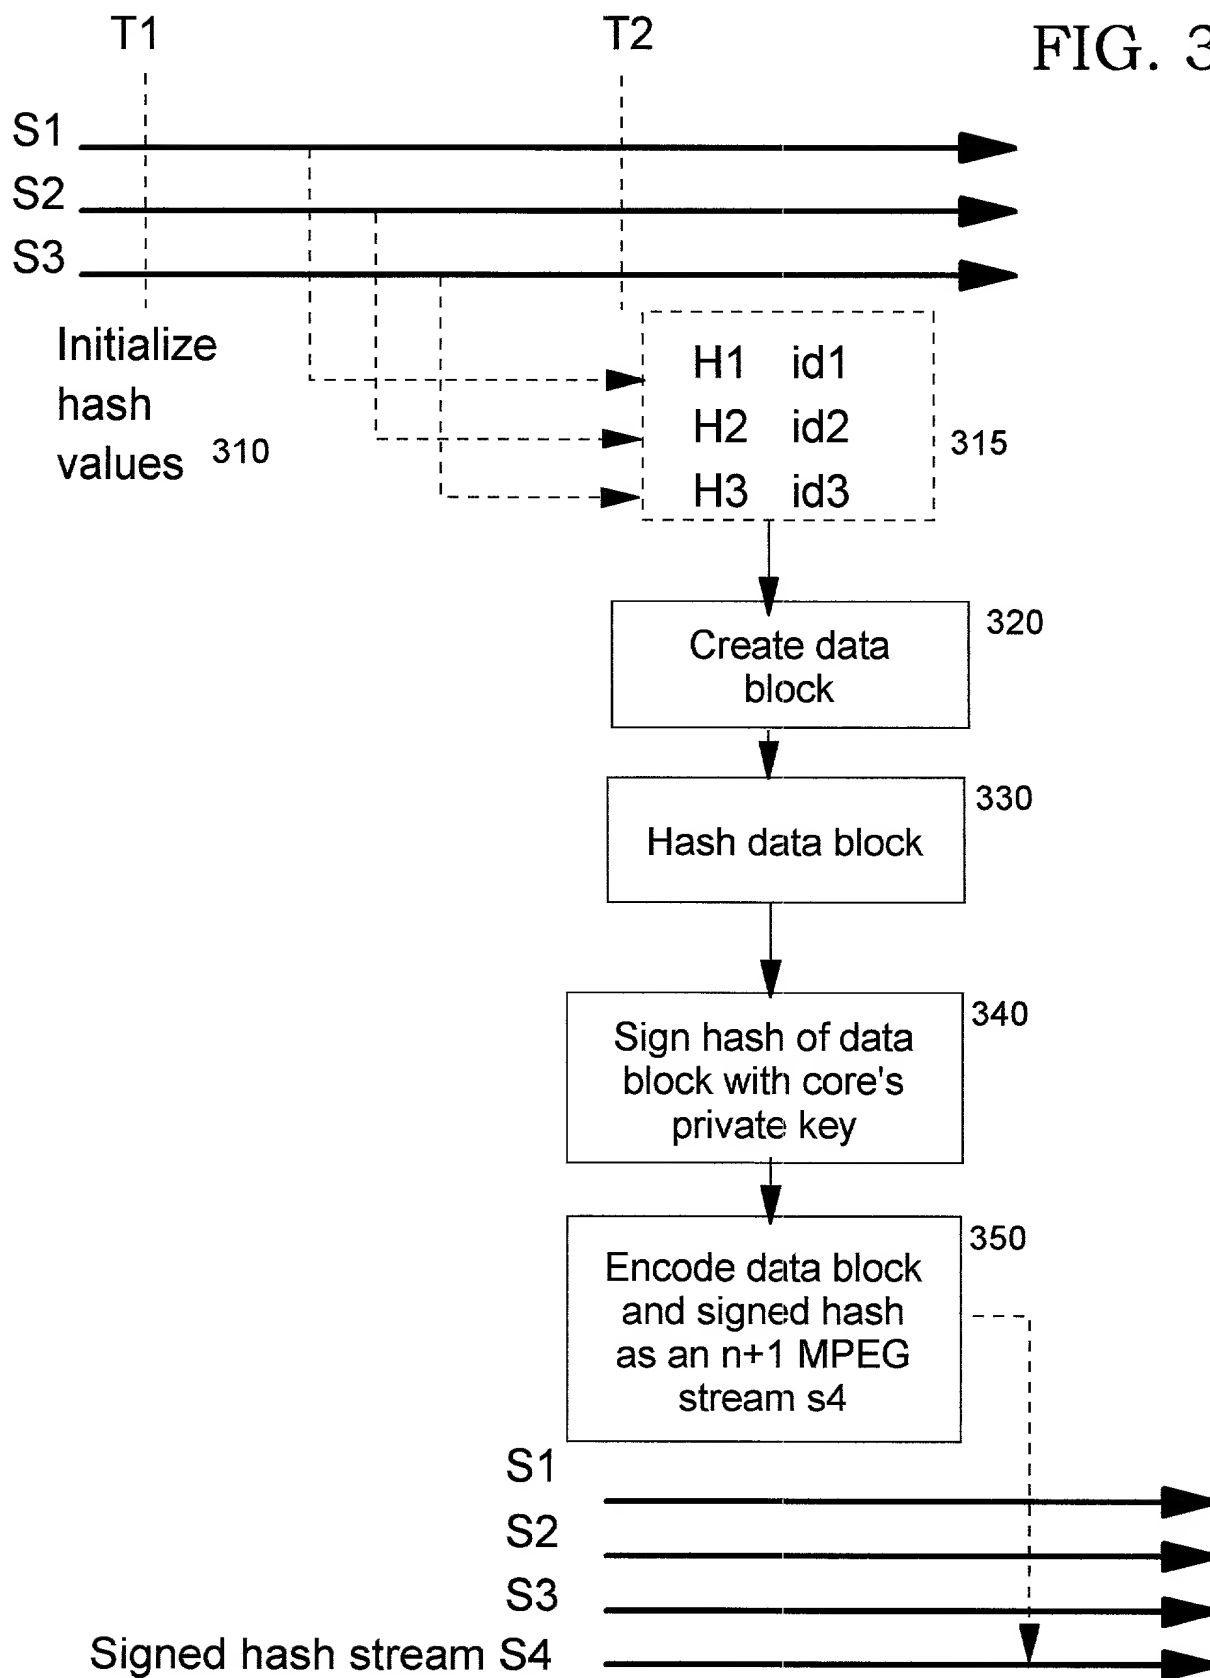 T1
T2
FIG. 3
S1
S2
S3
Initialize
hash
values 310
H1 id1
H2 id2
H3 id3
315
Create data
block
320
Hash data block
330
Sign hash of data
block with core's
private key
340
Encode data block
and signed hash
as an n+1 MPEG
stream s4
350
S1
S2
S3
Signed hash stream S4